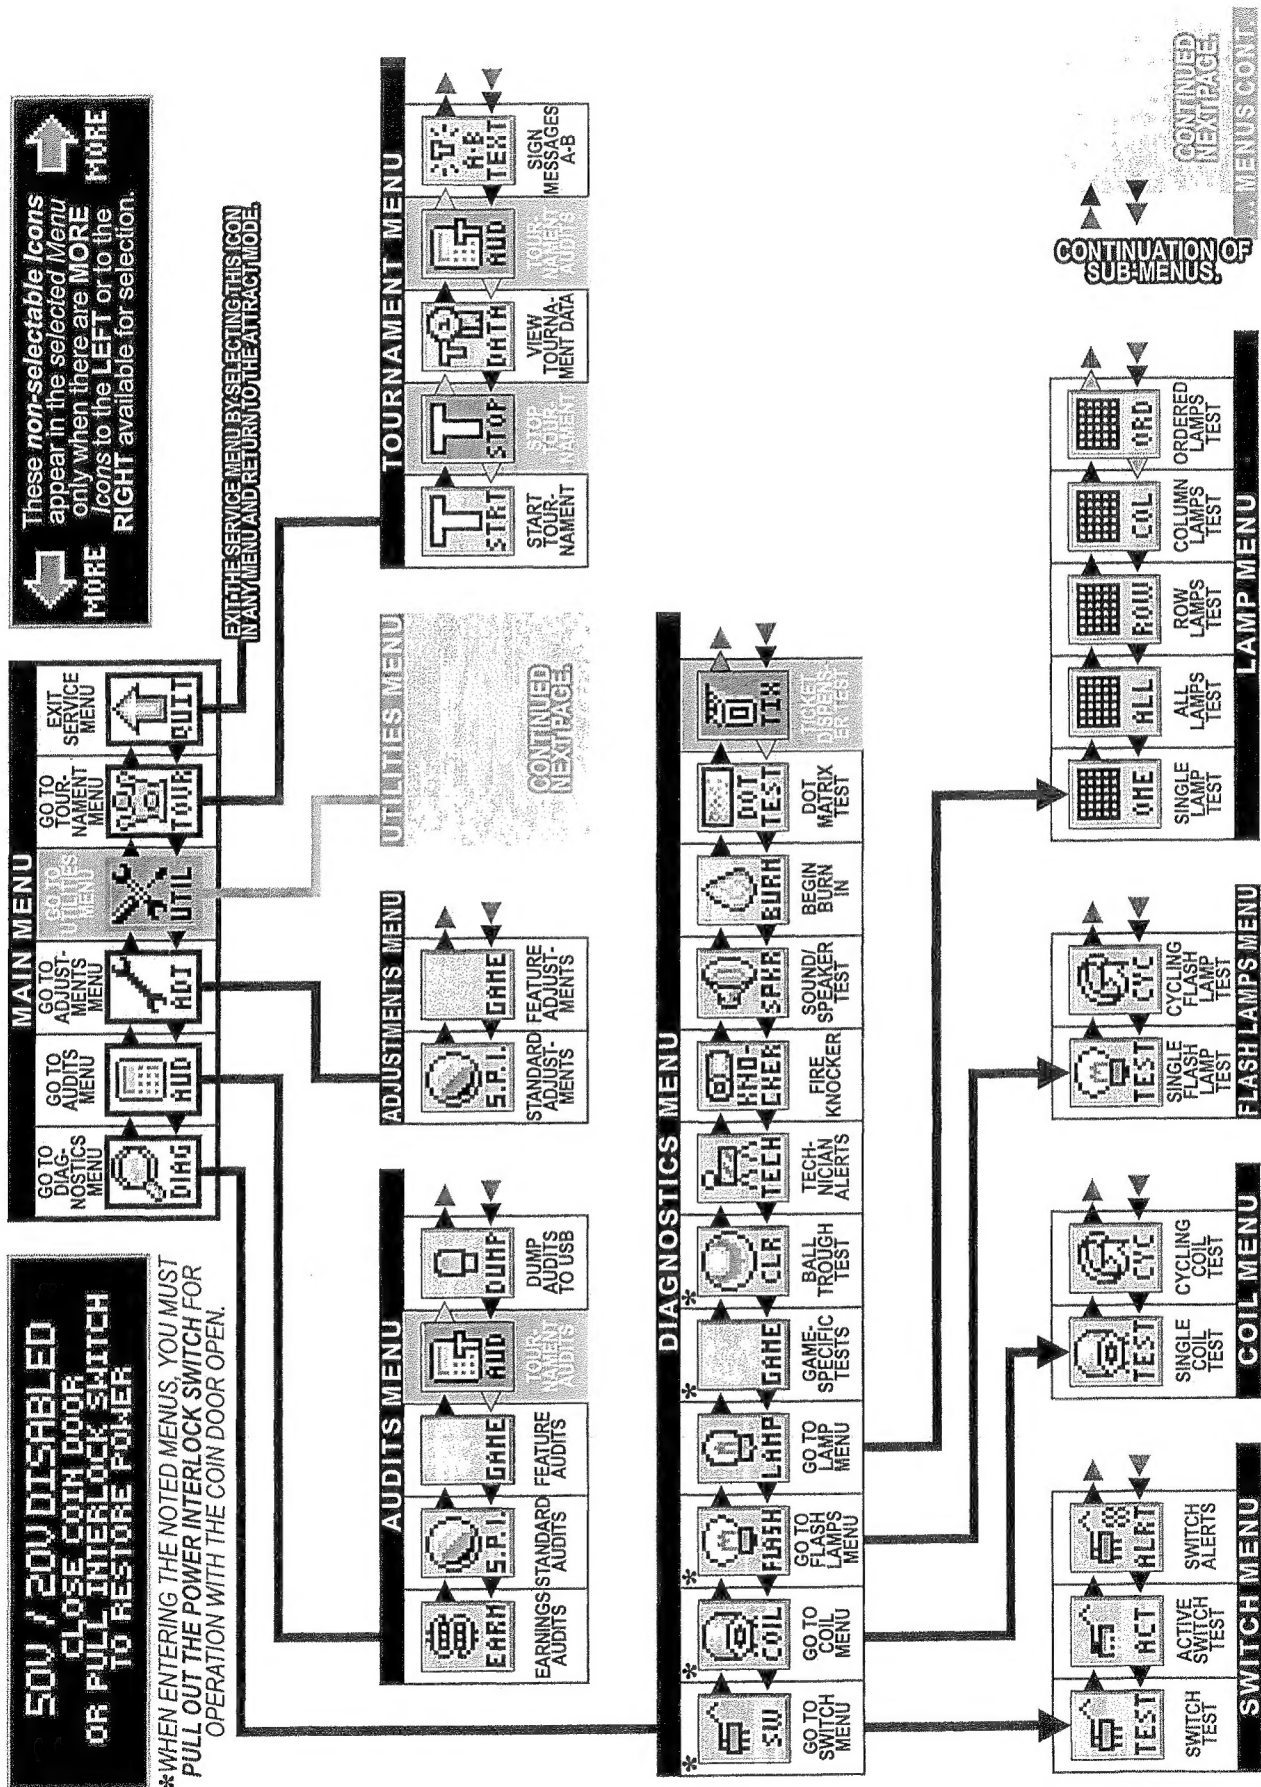 50V / 20V DISABLED
CLOSE COIN DOOR
OR PULL INTERLOCK SWITCH
TO RESTORE POWER
*WHEN ENTERING THE NOTED MENUS, YOU MUST
PULL OUT THE POWER INTERLOCK SWITCH FOR
OPERATION WITH THE COIN DOOR OPEN.
MAIN MENU
GO TO
DIAG-
NOSTICS
MENU
GO TO
AUDITS
MENU
GO TO
ADJUST-
MENTS
MENU
GO TO
UTILITIES
MENU
GO TO
TOUR-
NAMENT
MENU
EXIT
SERVICE
MENU
DIAG
AUD
ADJ
UTIL
TOUR
QUIT
These non-selectable Icons
appear in the selected Menu
only when there are MORE
Icons to the LEFT or to the
RIGHT available for selection.
MORE
MORE
EXIT THE SERVICE MENU BY SELECTING THIS ICON
IN ANY MENU AND RETURN TO THE ATTRACT MODE.
AUDITS MENU
EARN
S.P.I.
GAME
AUD
DUMP
EARNINGS
AUDITS
STANDARD
AUDITS
FEATURE
AUDITS
TOUR-
NAMENT
AUDITS
DUMP
AUDITS
TO USB
ADJUSTMENTS MENU
S.P.I.
GAME
STANDARD
ADJUST-
MENTS
FEATURE
ADJUST-
MENTS
UTILITIES MENU
CONTINUED
NEXT PAGE.
TOURNAMENT MENU
STRT
STOP
DATA
AUD
A-B
TEXT
START
TOUR-
NAMENT
STOP
TOUR-
NAMENT
VIEW
TOURNA-
MENT DATA
TOUR-
NAMENT
AUDITS
SIGN
MESSAGES
A-B
DIAGNOSTICS MENU
*
*
*
*
*
SW
COIL
FLASH
LAMP
GAME
CLR
TECH
KNO-
CKER
SPKR
BURN
DOT
TEST
TIX
GO TO
SWITCH
MENU
GO TO
COIL
MENU
GO TO
FLASH
LAMPS
MENU
GO TO
LAMP
MENU
GAME-
SPECIFIC
TESTS
BALL
TROUGH
TEST
TECH-
NICIAN
ALERTS
FIRE
KNOCKER
SOUND/
SPEAKER
TEST
BEGIN
BURN
IN
DOT
MATRIX
TEST
TICKET
DISPENS-
ER TEST
TEST
ACT
ALRT
SWITCH
TEST
ACTIVE
SWITCH
TEST
SWITCH
ALERTS
SWITCH MENU
TEST
CYC
SINGLE
COIL
TEST
CYCLING
COIL
TEST
COIL MENU
TEST
CYC
SINGLE
FLASH
LAMP
TEST
CYCLING
FLASH
LAMP
TEST
FLASH LAMPS MENU
ONE
ALL
ROW
COL
ORD
SINGLE
LAMP
TEST
ALL
LAMPS
TEST
ROW
LAMPS
TEST
COLUMN
LAMPS
TEST
ORDERED
LAMPS
TEST
LAMP MENU
CONTINUATION OF
SUB-MENUS.
CONTINUED
NEXT PAGE.
... MENUS CONT.